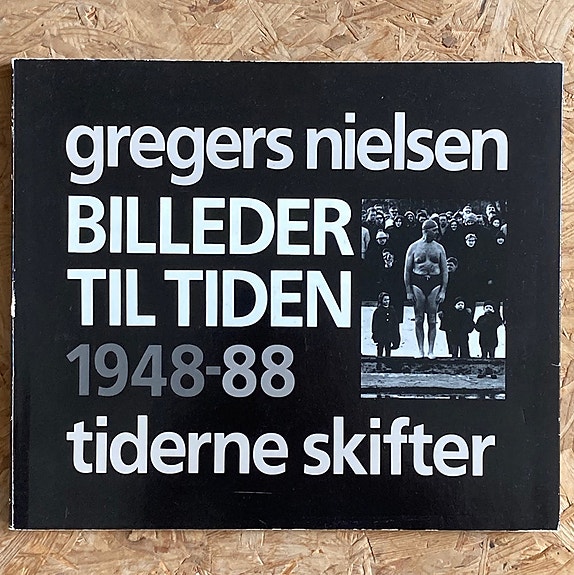 gregers nielsen
BILLEDER
TIL TIDEN
1948-88
tiderne skifter